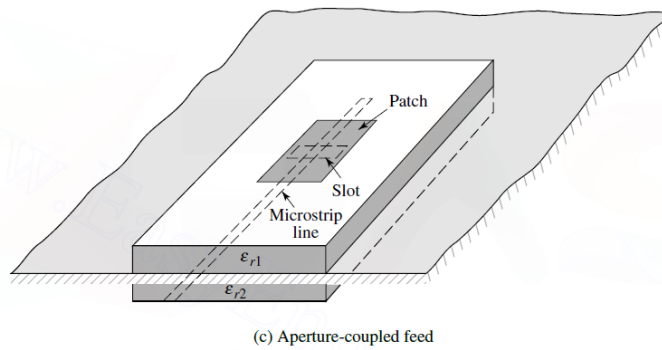 Patch
Slot
Microstrip
line
εr1
εr2
(c) Aperture-coupled feed